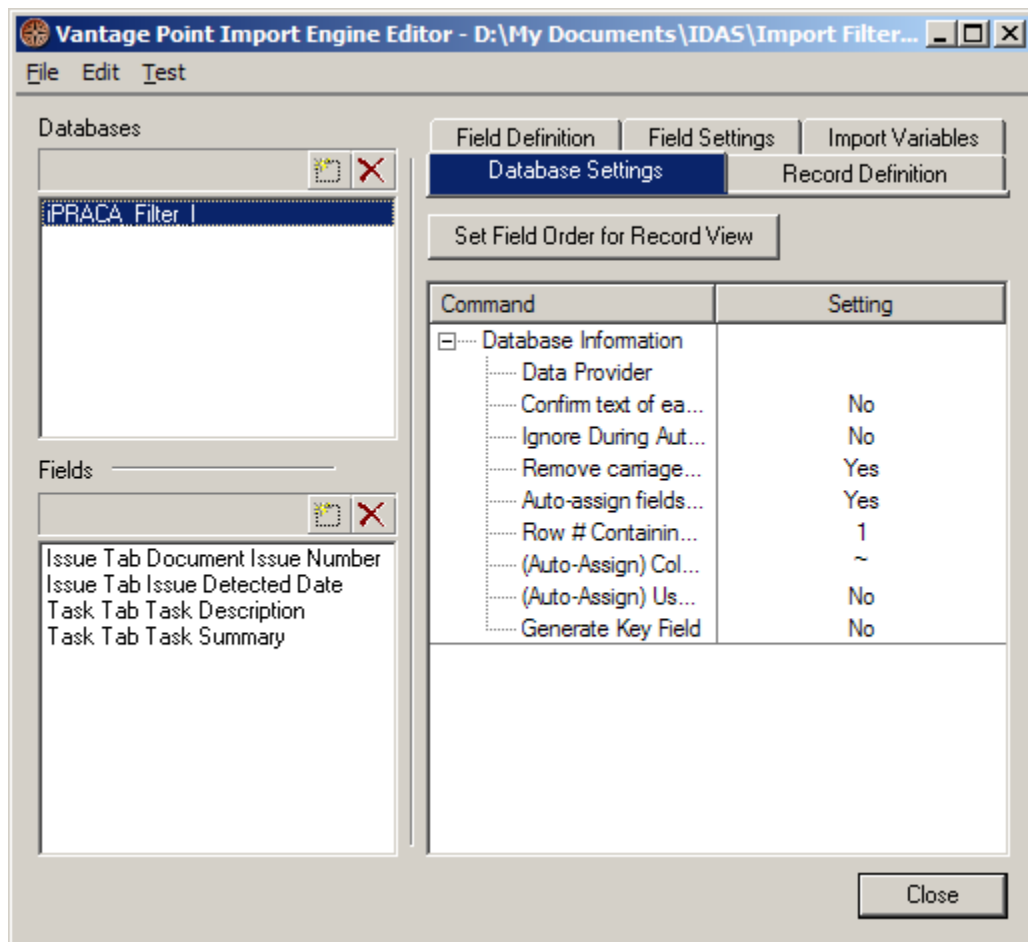 Vantage Point Import Engine Editor - D:\My Documents\IDAS\Import Filter...
File Edit Test
Databases
iPRACA_Filter_I
Fields
Issue Tab Document Issue Number
Issue Tab Issue Detected Date
Task Tab Task Description
Task Tab Task Summary
Field Definition Field Settings Import Variables
Database Settings Record Definition
Set Field Order for Record View
Command Setting
Database Information
Data Provider
Confirm text of ea... No
Ignore During Aut... No
Remove carriage... Yes
Auto-assign fields... Yes
Row # Containin... 1
(Auto-Assign) Col... ~
(Auto-Assign) Us... No
Generate Key Field No
Close